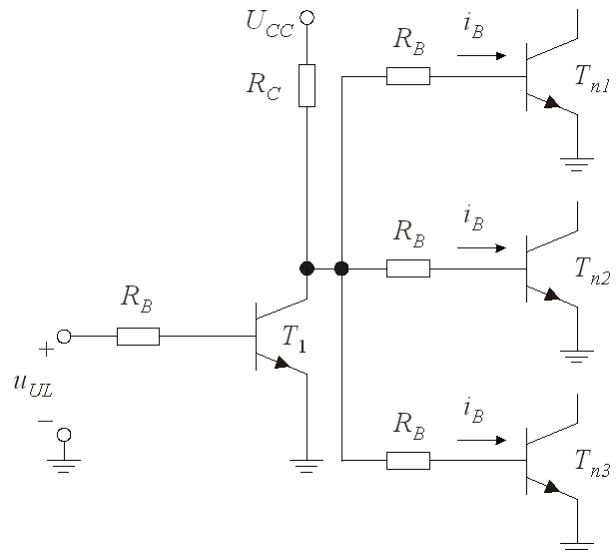 U_CC
R_C
R_B
i_B
T_n1
R_B
i_B
T_n2
R_B
T_1
+
u_UL
−
R_B
i_B
T_n3